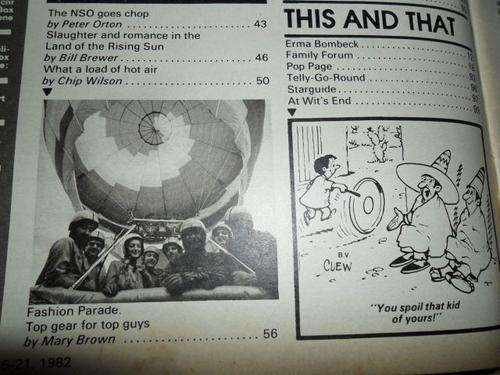 The NSO goes chop
by Peter Orton 43
Slaughter and romance in the
Land of the Rising Sun
by Bill Brewer 46
What a load of hot air
by Chip Wilson 50
Fashion Parade.
Top gear for top guys
by Mary Brown 56
21, 1982
THIS AND THAT
Erma Bombeck
Family Forum
Pop Page
Telly-Go-Round
Starguide
At Wit's End
B.V.
CLEW
"You spoil that kid
of yours!"